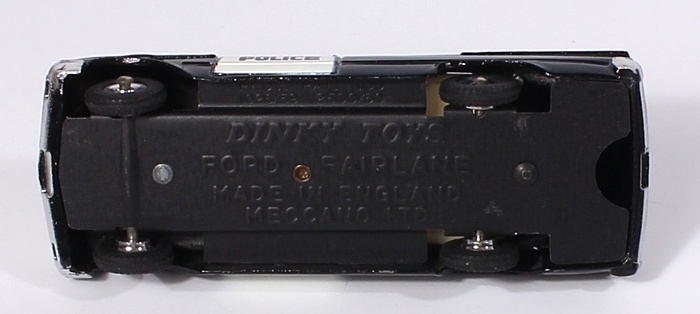 POLICE
DINKY TOYS
FORD FAIRLANE
MADE IN ENGLAND
MECCANO LTD